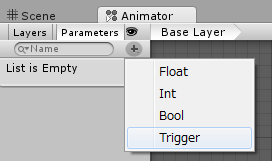 Scene Animator
Layers Parameters Base Layer
Name
List is Empty
Float
Int
Bool
Trigger